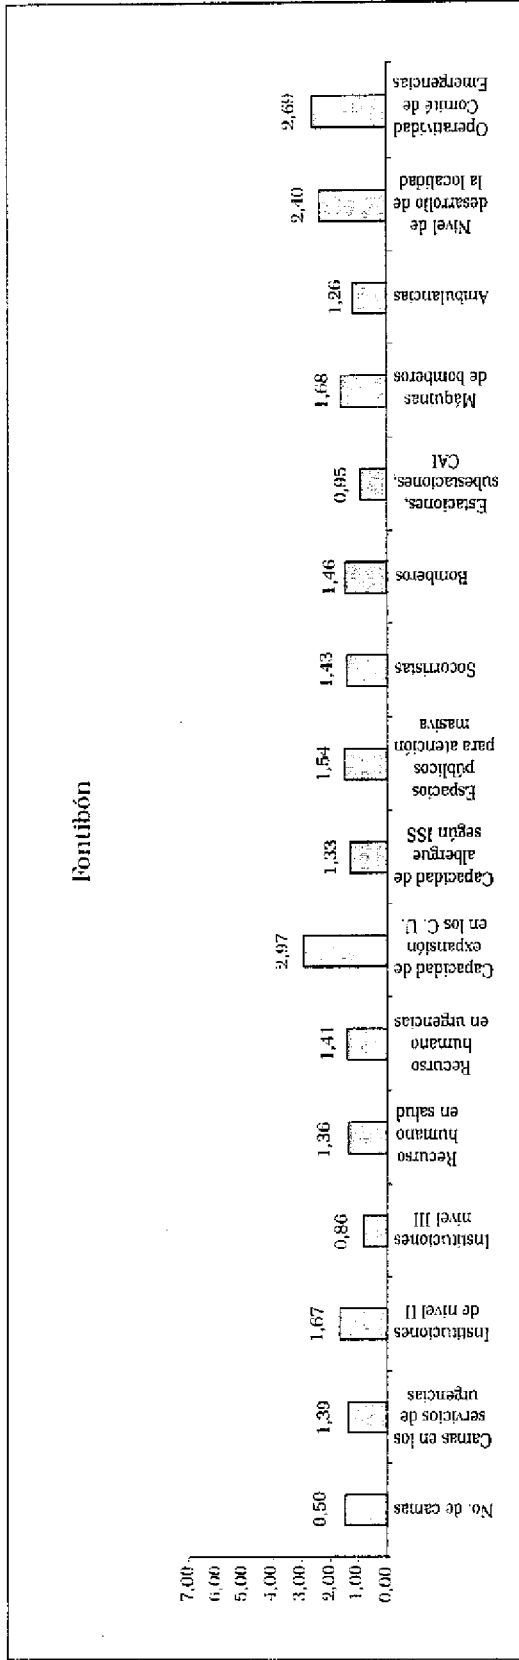 Fontibón
7,00
6,00
5,00
4,00
3,00
2,00
1,00
0,00
0,50
1,39
1,67
0,86
1,36
1,41
2,97
1,33
1,54
1,43
1,46
0,95
1,68
1,26
2,40
2,69
No. de camas
Camas en los
servicios de
urgencias
Instituciones
de nivel II
Instituciones
nivel III
Recurso
humano
en salud
Recurso
humano
en urgencias
Capacidad de
expansión
en los C. U.
Capacidad de
albergue
según ISS
Espacios
públicos
para atención
masiva
Socorristas
Bomberos
Estaciones,
subestaciones,
CAI
Máquinas
de bomberos
Ambulancias
Nivel de
desarrollo de
la localidad
Operatividad
Comité de
Emergencias